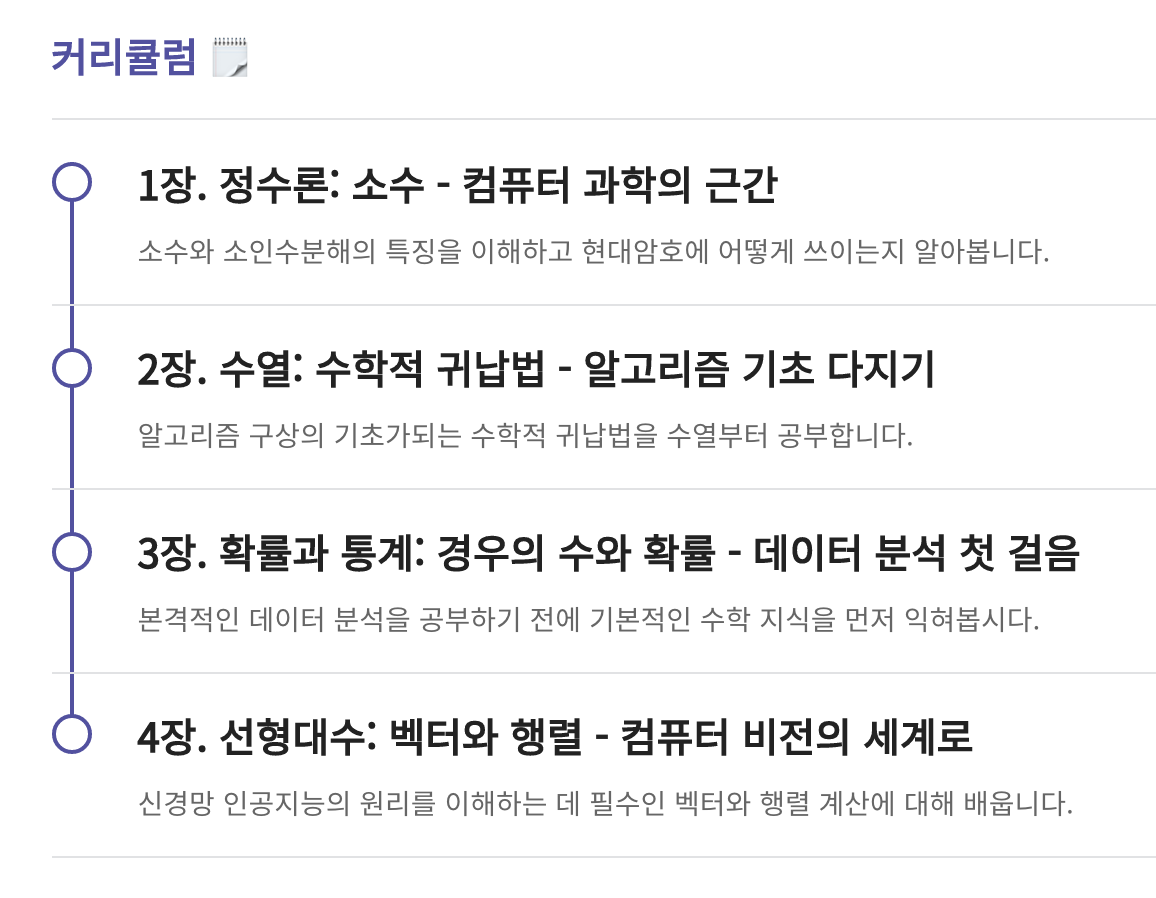 커리큘럼
1장. 정수론: 소수 - 컴퓨터 과학의 근간
소수와 소인수분해의 특징을 이해하고 현대암호에 어떻게 쓰이는지 알아봅니다.
2장. 수열: 수학적 귀납법 - 알고리즘 기초 다지기
알고리즘 구상의 기초가되는 수학적 귀납법을 수열부터 공부합니다.
3장. 확률과 통계: 경우의 수와 확률 - 데이터 분석 첫 걸음
본격적인 데이터 분석을 공부하기 전에 기본적인 수학 지식을 먼저 익혀봅시다.
4장. 선형대수: 벡터와 행렬 - 컴퓨터 비전의 세계로
신경망 인공지능의 원리를 이해하는 데 필수인 벡터와 행렬 계산에 대해 배웁니다.